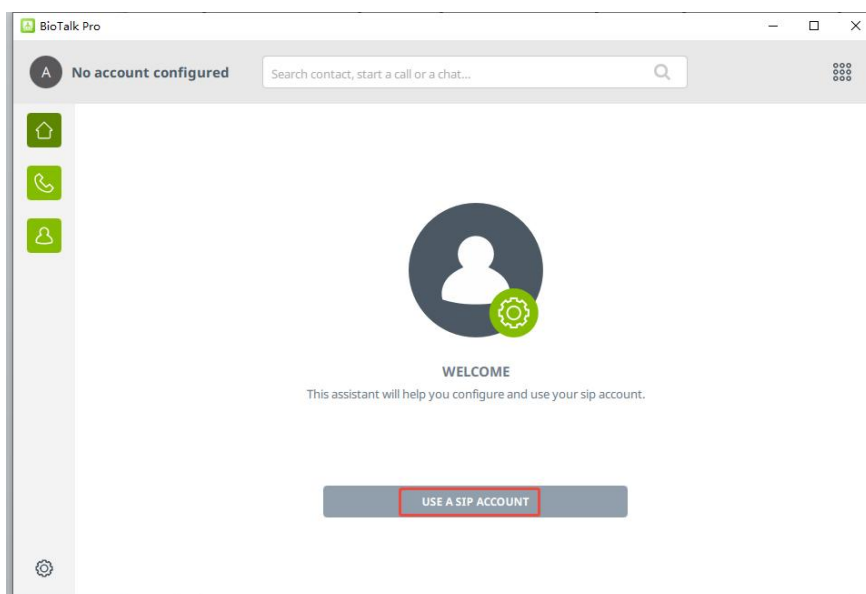 BioTalk Pro
A
No account configured
Search contact, start a call or a chat...
WELCOME
This assistant will help you configure and use your sip account.
USE A SIP ACCOUNT